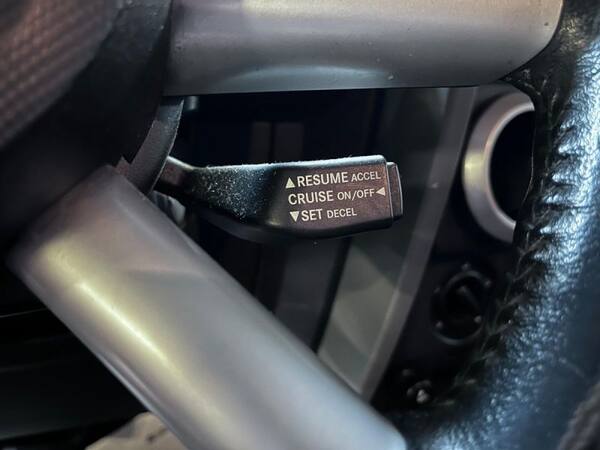 ▲RESUME ACCEL
CRUISE ON/OFF◀
▼SET DECEL